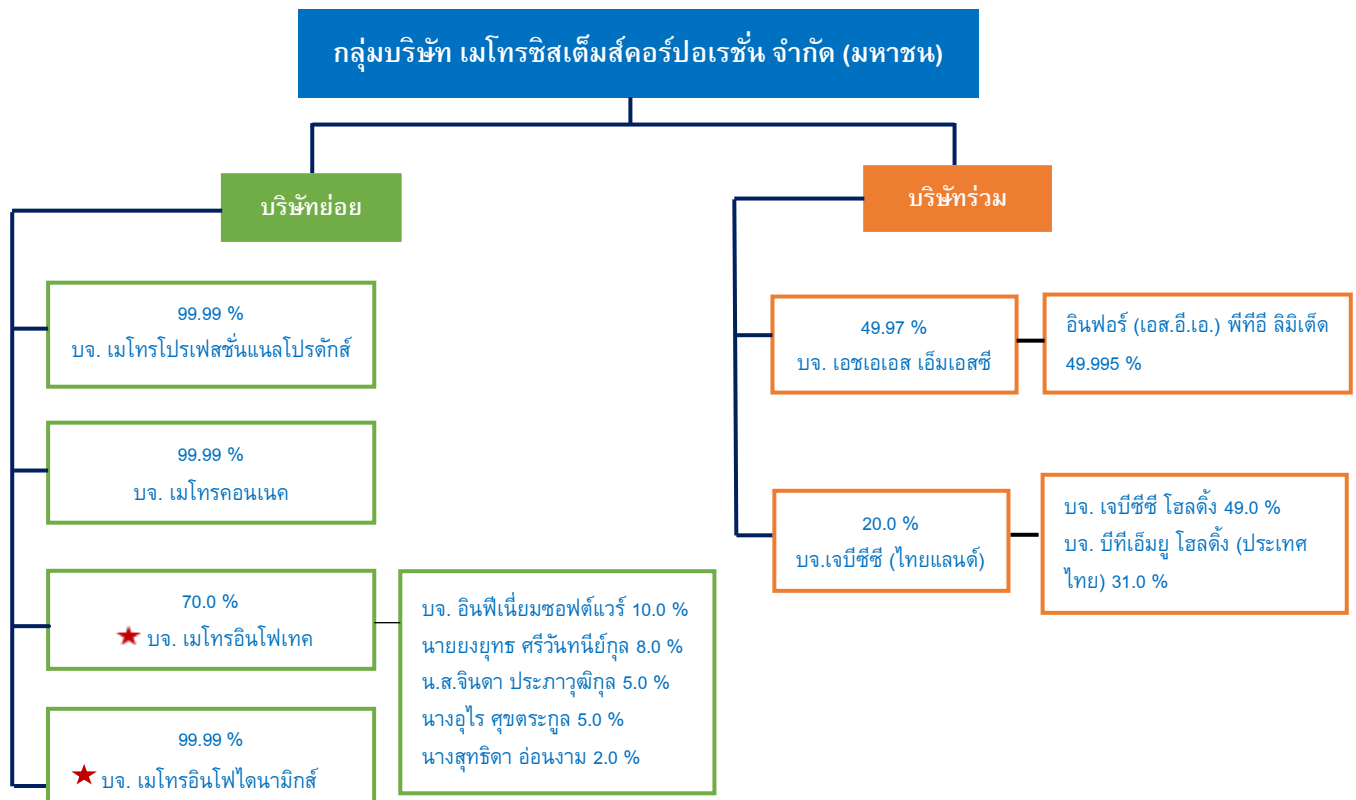 กลุ่มบริษัท เมโทรซิสเต็มส์คอร์ปอเรชั่น จำกัด (มหาชน)
บริษัทย่อย
99.99 %
บจ. เมโทรโปรเฟสชั่นแนลโปรดักส์
99.99 %
บจ. เมโทรคอนเนค
70.0 %
บจ. เมโทรอินโฟเทค
บจ. อินฟีเนี่ยมซอฟต์แวร์ 10.0 %
นายยงยุทธ ศรีวันทนีย์กุล 8.0 %
น.ส.จินดา ประภาวุฒิกุล 5.0 %
นางอุไร ศุขตระกูล 5.0 %
นางสุทธิดา อ่อนงาม 2.0 %
99.99 %
บจ. เมโทรอินโฟไดนามิกส์
บริษัทร่วม
49.97 %
บจ. เอชเอเอส เอ็มเอสซี
อินฟอร์ (เอส.อี.เอ.) พีทีอี ลิมิเต็ด
49.995 %
20.0 %
บจ.เจบีซีซี (ไทยแลนด์)
บจ. เจบีซีซี โฮลดิ้ง 49.0 %
บจ. บีทีเอ็มยู โฮลดิ้ง (ประเทศ
ไทย) 31.0 %